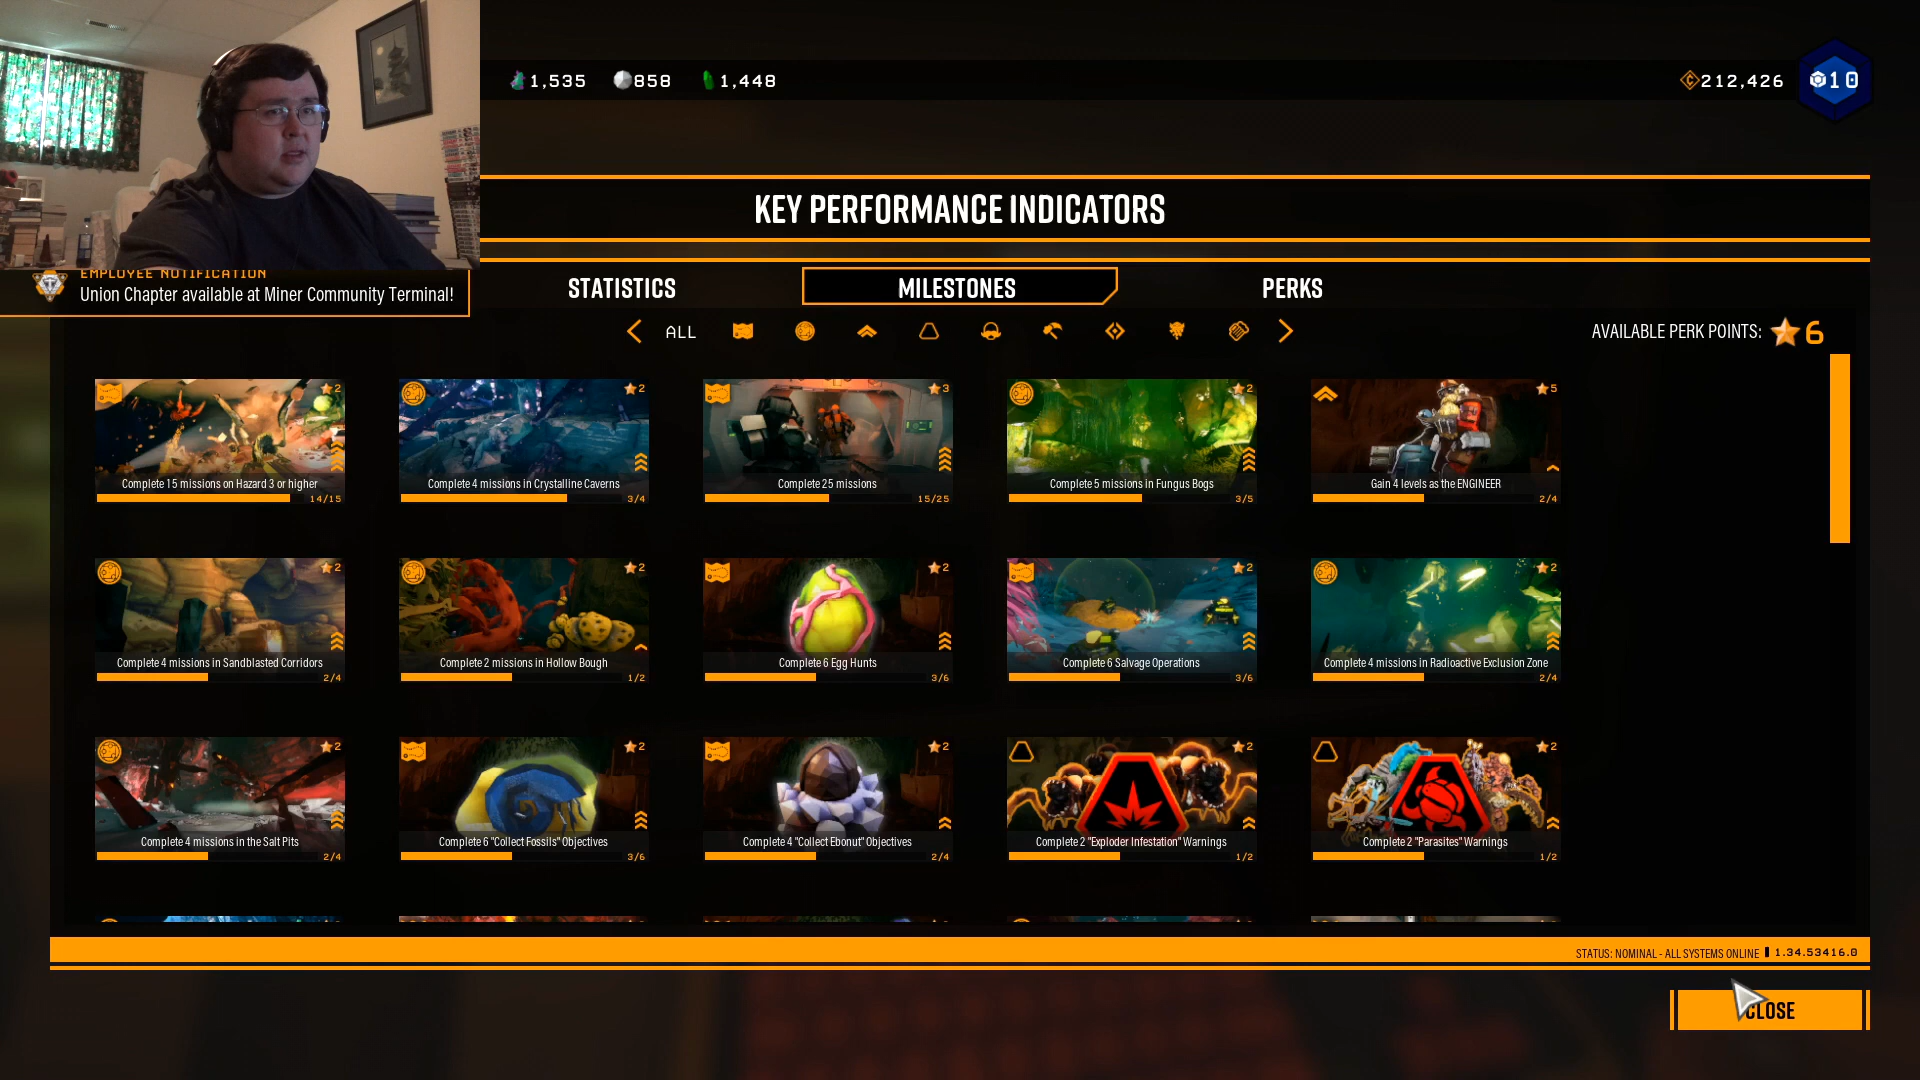 1,535 858 1,448 212,426 10
KEY PERFORMANCE INDICATORS
EMPLOYEE NOTIFICATION
Union Chapter available at Miner Community Terminal!
STATISTICS MILESTONES PERKS
ALL
AVAILABLE PERK POINTS: 6
2 2 3 2 5
Complete 15 missions on Hazard 3 or higher
14/15
Complete 4 missions in Crystalline Caverns
3/4
Complete 25 missions
15/25
Complete 5 missions in Fungus Bogs
3/5
Gain 4 levels as the ENGINEER
2/4
2 2 2 2 2
Complete 4 missions in Sandblasted Corridors
2/4
Complete 2 missions in Hollow Bough
1/2
Complete 6 Egg Hunts
3/6
Complete 6 Salvage Operations
3/6
Complete 4 missions in Radioactive Exclusion Zone
2/4
2 2 2 2 2
Complete 4 missions in the Salt Pits
2/4
Complete 6 "Collect Fossils" Objectives
3/6
Complete 4 "Collect Ebonut" Objectives
2/4
Complete 2 "Exploder Infestation" Warnings
1/2
Complete 2 "Parasites" Warnings
1/2
STATUS: NOMINAL - ALL SYSTEMS ONLINE 1.34.53416.0
CLOSE